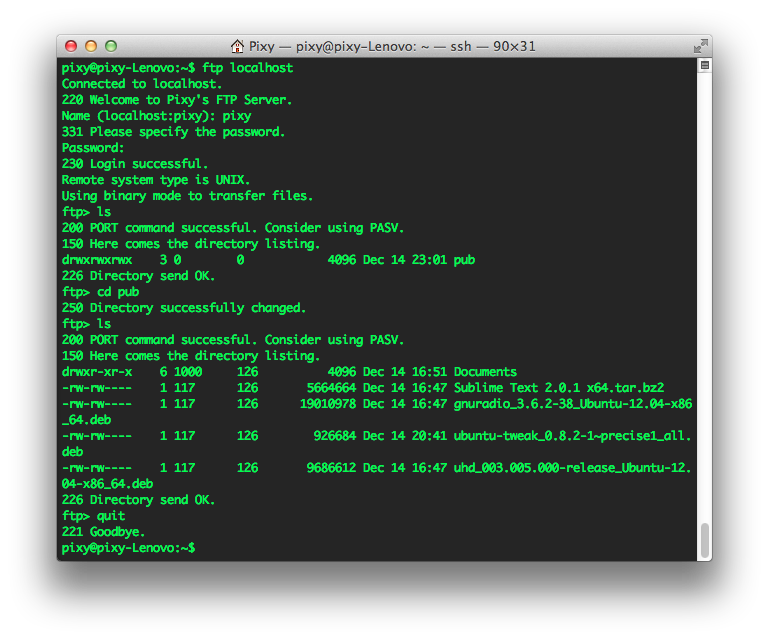 Pixy — pixy@pixy-Lenovo: ~ — ssh — 90×31
pixy@pixy-Lenovo:~$ ftp localhost
Connected to localhost.
220 Welcome to Pixy's FTP Server.
Name (localhost:pixy): pixy
331 Please specify the password.
Password:
230 Login successful.
Remote system type is UNIX.
Using binary mode to transfer files.
ftp> ls
200 PORT command successful. Consider using PASV.
150 Here comes the directory listing.
drwxrwxrwx    3 0        0            4096 Dec 14 23:01 pub
226 Directory send OK.
ftp> cd pub
250 Directory successfully changed.
ftp> ls
200 PORT command successful. Consider using PASV.
150 Here comes the directory listing.
drwxr-xr-x    6 1000     126          4096 Dec 14 16:51 Documents
-rw-rw----    1 117      126       5664664 Dec 14 16:47 Sublime Text 2.0.1 x64.tar.bz2
-rw-rw----    1 117      126      19010978 Dec 14 16:47 gnuradio_3.6.2-38_Ubuntu-12.04-x86
_64.deb
-rw-rw----    1 117      126        926684 Dec 14 20:41 ubuntu-tweak_0.8.2-1~precise1_all.
deb
-rw-rw----    1 117      126       9686612 Dec 14 16:47 uhd_003.005.000-release_Ubuntu-12.
04-x86_64.deb
226 Directory send OK.
ftp> quit
221 Goodbye.
pixy@pixy-Lenovo:~$